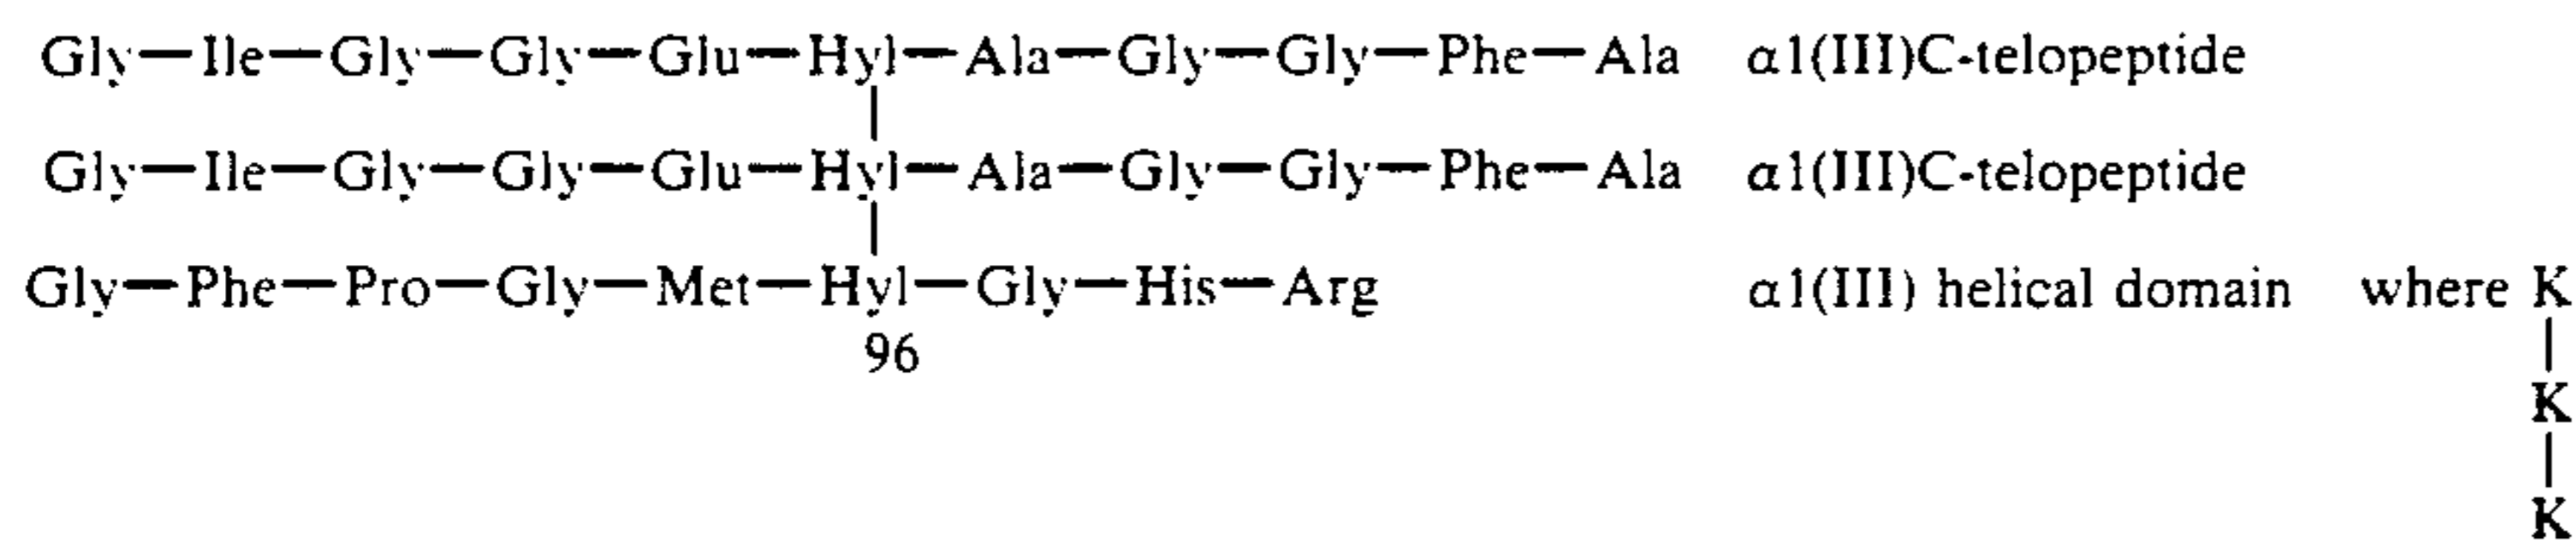 Gly—Ile—Gly—Gly—Glu—Hyl—Ala—Gly—Gly—Phe—Ala α1(III)C-telopeptide
Gly—Ile—Gly—Gly—Glu—Hyl—Ala—Gly—Gly—Phe—Ala α1(III)C-telopeptide
Gly—Phe—Pro—Gly—Met—Hyl—Gly—His—Arg α1(III) helical domain where K
96
K
K